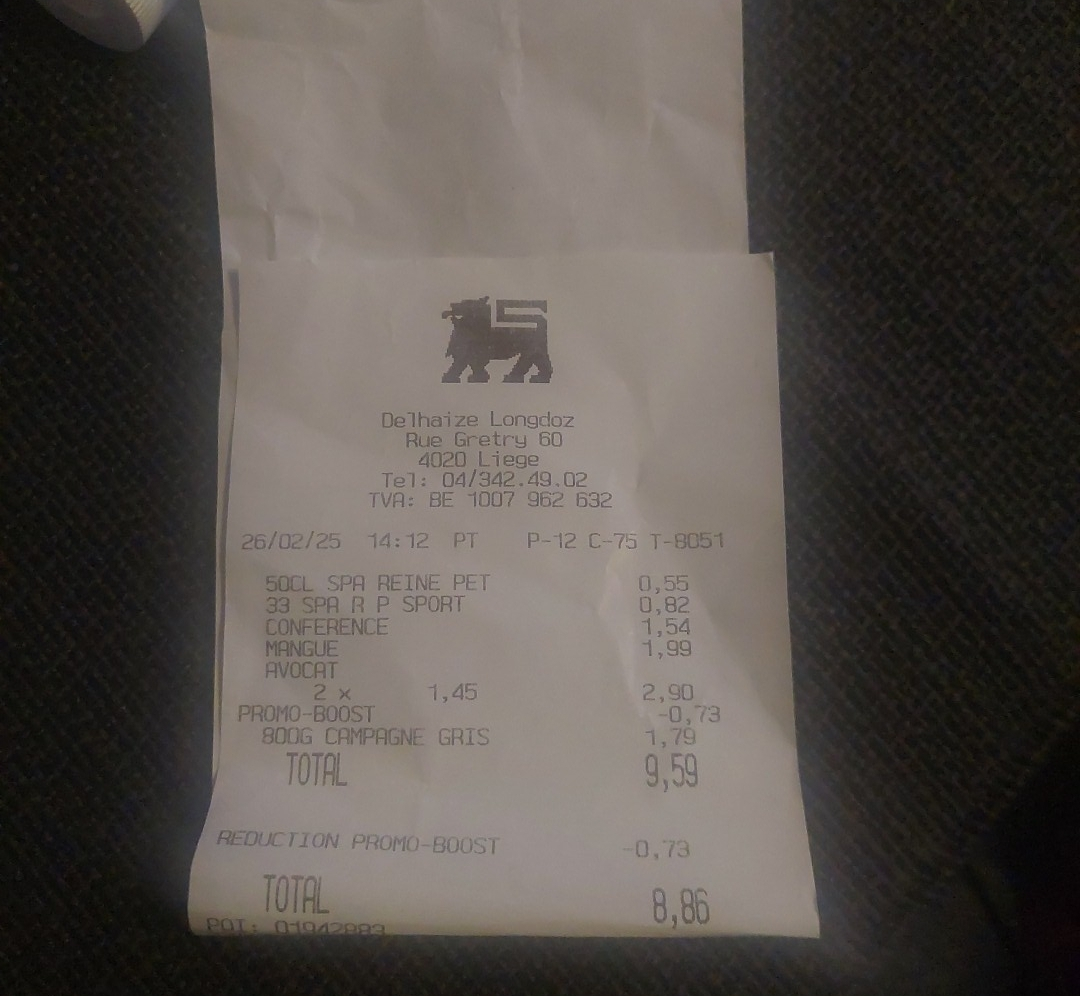 Delhaize Longdoz
Rue Gretry 60
4020 Liege
Tel: 04/342.49.02
TVA: BE 1007 962 632
26/02/25 14:12 PT P-12 C-75 T-8051
50CL SPA REINE PET 0,55
33 SPA R P SPORT 0,82
CONFERENCE 1,54
MANGUE 1,99
AVOCAT
2 x 1,45 2,90
PROMO-BOOST -0,73
800G CAMPAGNE GRIS 1,79
TOTAL 9,59
REDUCTION PROMO-BOOST -0,73
TOTAL 8,86
POI: 01942883